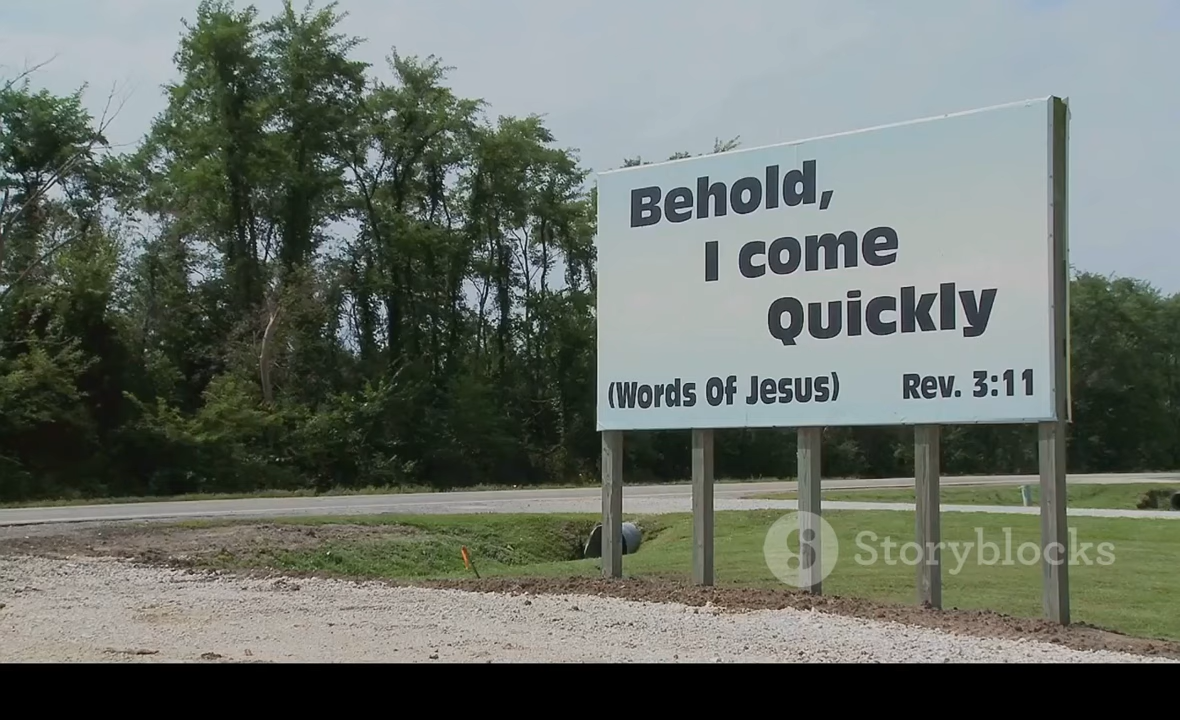 Behold,
I come
Quickly
(Words Of Jesus) Rev. 3:11
Storyblocks